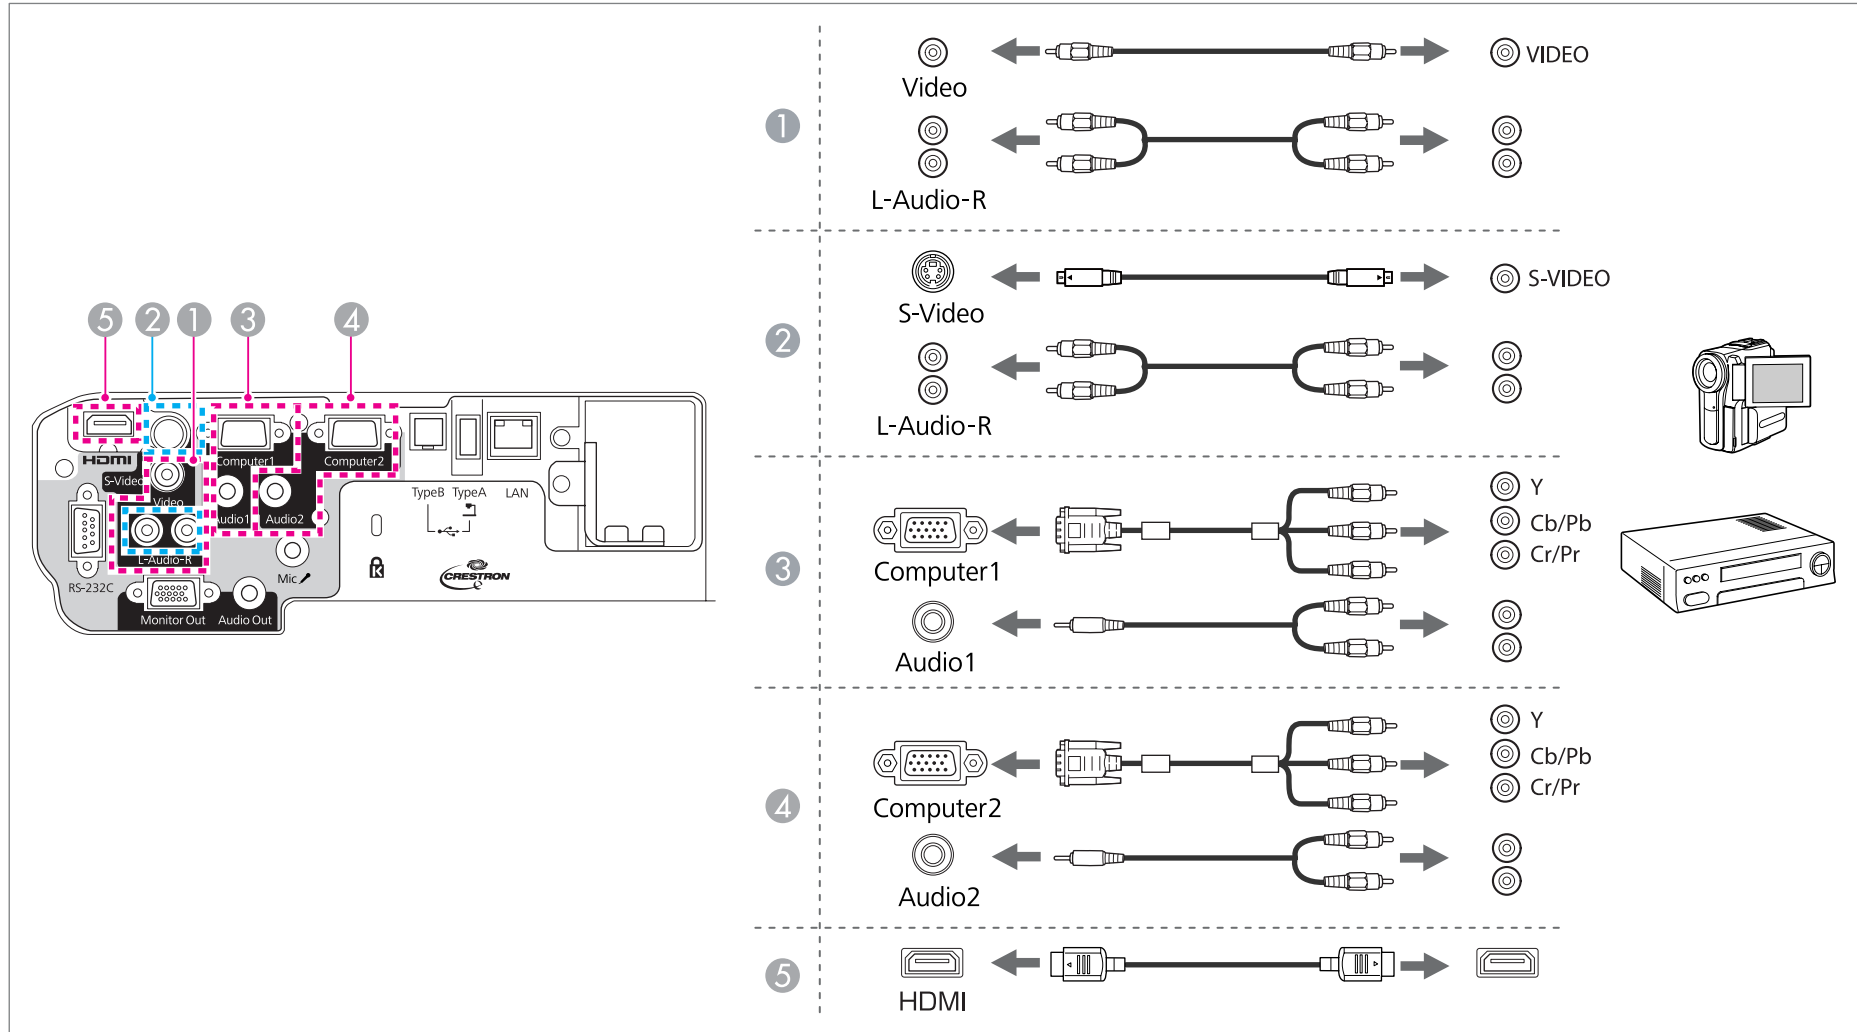 5 2 1 3 4
HDMI
S-Video
Video
L-Audio-R
Computer1
Audio1
Computer2
Audio2
TypeB TypeA LAN
RS-232C
Mic
K
CRESTRON
Monitor Out Audio Out
1
Video
VIDEO
L-Audio-R
2
S-Video
S-VIDEO
L-Audio-R
3
Computer1
Y
Cb/Pb
Cr/Pr
Audio1
4
Computer2
Y
Cb/Pb
Cr/Pr
Audio2
5
HDMI